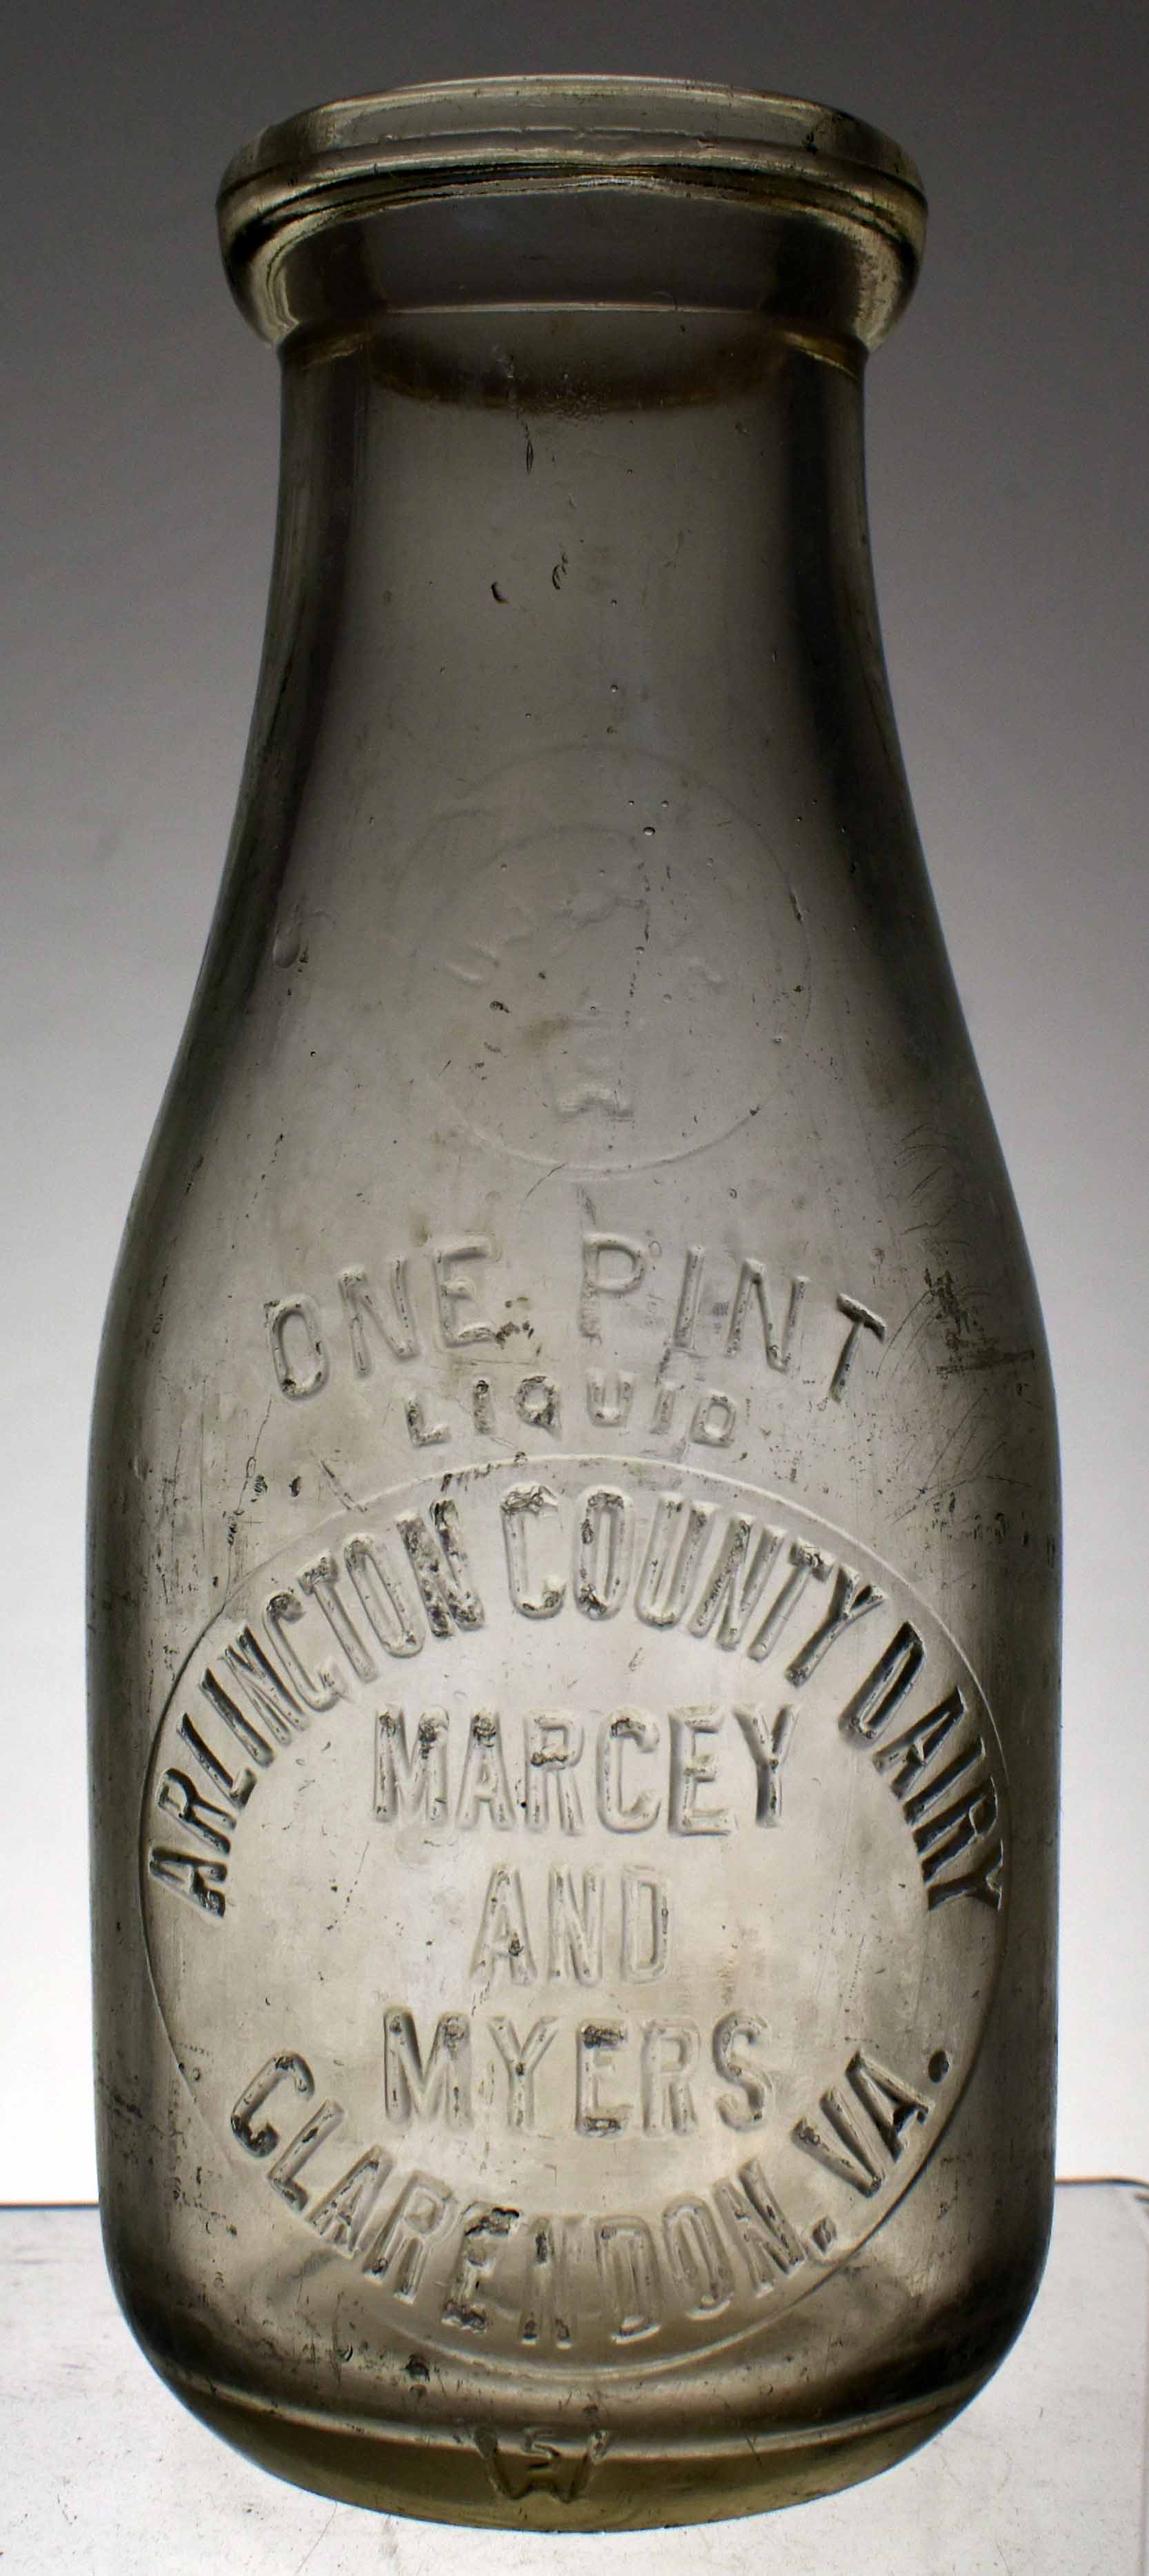 ONE PINT
LIQUID
ARLINGTON COUNTY DAIRY
MARCEY
AND
MYERS
CLARENDON, VA.